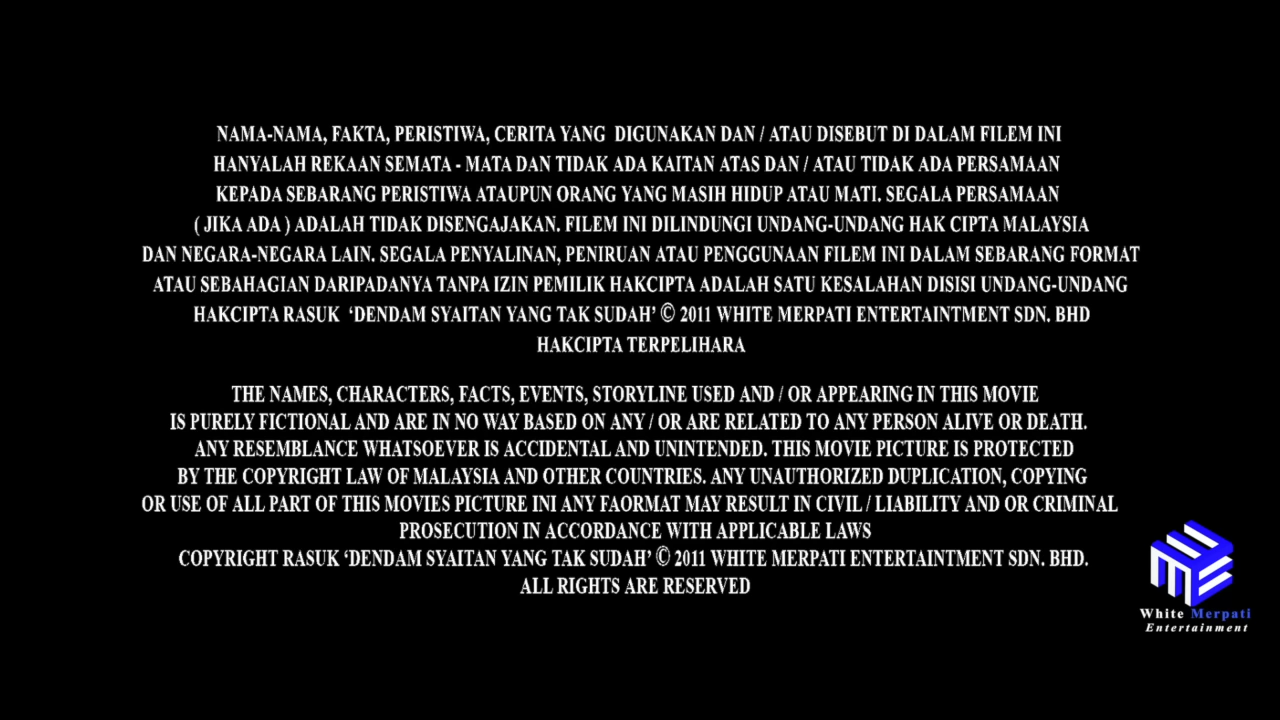 NAMA-NAMA, FAKTA, PERISTIWA, CERITA YANG DIGUNAKAN DAN / ATAU DISEBUT DI DALAM FILEM INI
HANYALAH REKAAN SEMATA - MATA DAN TIDAK ADA KAITAN ATAS DAN / ATAU TIDAK ADA PERSAMAAN
KEPADA SEBARANG PERISTIWA ATAUPUN ORANG YANG MASIH HIDUP ATAU MATI. SEGALA PERSAMAAN
( JIKA ADA ) ADALAH TIDAK DISENGAJAKAN. FILEM INI DILINDUNGI UNDANG-UNDANG HAK CIPTA MALAYSIA
DAN NEGARA-NEGARA LAIN. SEGALA PENYALINAN, PENIRUAN ATAU PENGGUNAAN FILEM INI DALAM SEBARANG FORMAT
ATAU SEBAHAGIAN DARIPADANYA TANPA IZIN PEMILIK HAKCIPTA ADALAH SATU KESALAHAN DISISI UNDANG-UNDANG
HAKCIPTA RASUK ‘DENDAM SYAITAN YANG TAK SUDAH’ © 2011 WHITE MERPATI ENTERTAINTMENT SDN. BHD
HAKCIPTA TERPELIHARA
THE NAMES, CHARACTERS, FACTS, EVENTS, STORYLINE USED AND / OR APPEARING IN THIS MOVIE
IS PURELY FICTIONAL AND ARE IN NO WAY BASED ON ANY / OR ARE RELATED TO ANY PERSON ALIVE OR DEATH.
ANY RESEMBLANCE WHATSOEVER IS ACCIDENTAL AND UNINTENDED. THIS MOVIE PICTURE IS PROTECTED
BY THE COPYRIGHT LAW OF MALAYSIA AND OTHER COUNTRIES. ANY UNAUTHORIZED DUPLICATION, COPYING
OR USE OF ALL PART OF THIS MOVIES PICTURE INI ANY FAORMAT MAY RESULT IN CIVIL / LIABILITY AND OR CRIMINAL
PROSECUTION IN ACCORDANCE WITH APPLICABLE LAWS
COPYRIGHT RASUK ‘DENDAM SYAITAN YANG TAK SUDAH’ © 2011 WHITE MERPATI ENTERTAINTMENT SDN. BHD.
ALL RIGHTS ARE RESERVED
White Merpati
Entertainment